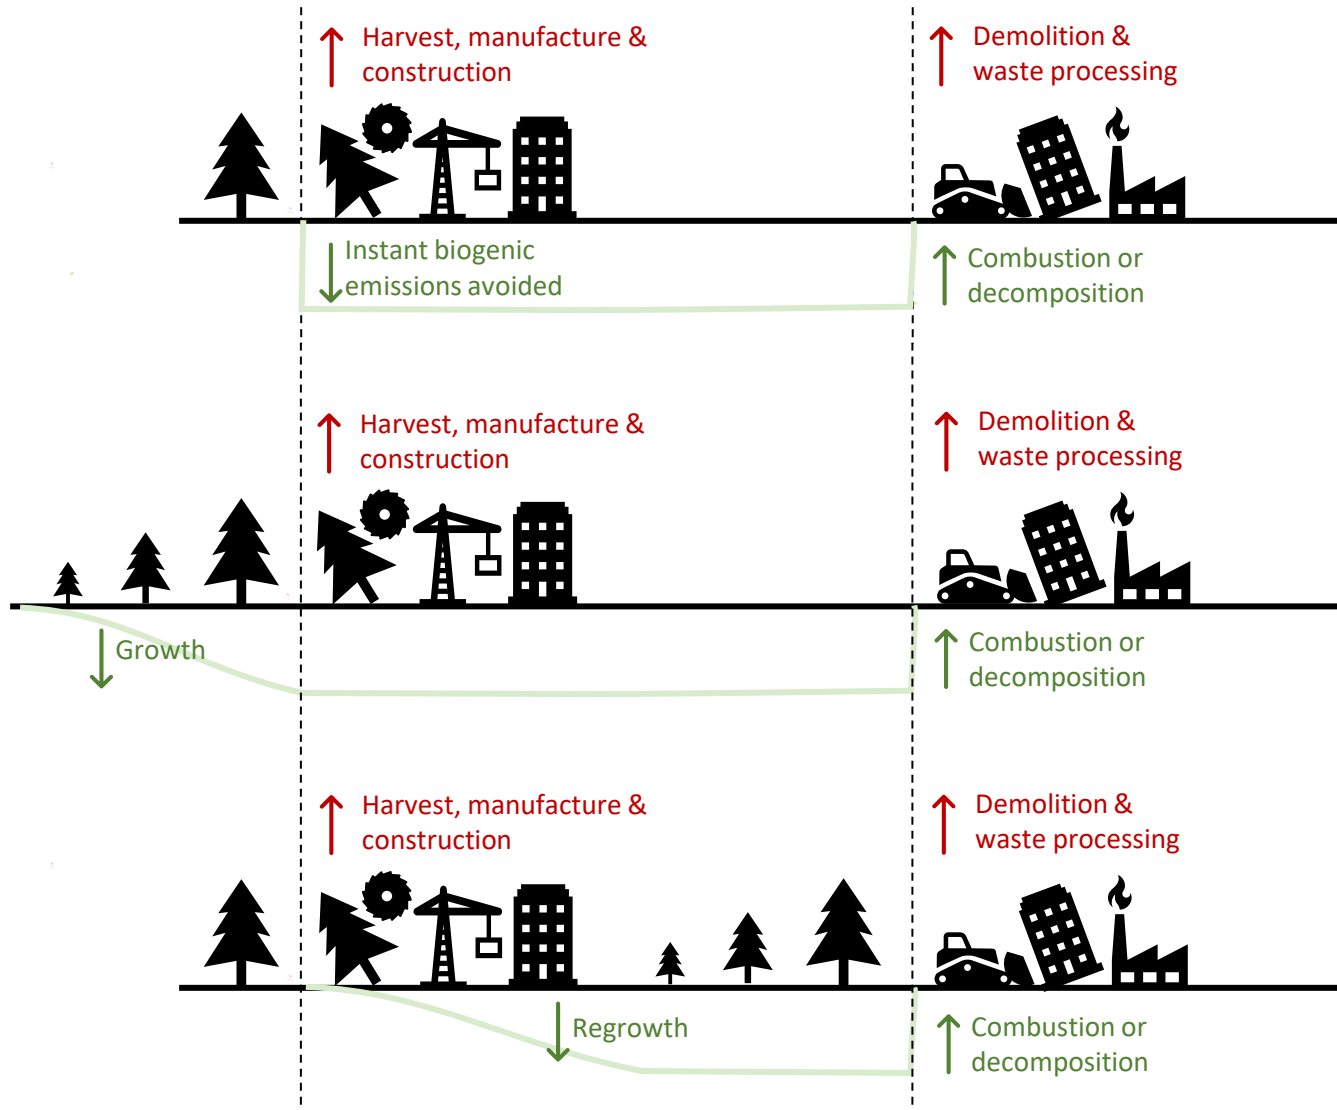 Harvest, manufacture &
construction
Demolition &
waste processing
Instant biogenic
emissions avoided
Combustion or
decomposition
Harvest, manufacture &
construction
Demolition &
waste processing
Growth
Combustion or
decomposition
Harvest, manufacture &
construction
Demolition &
waste processing
Regrowth
Combustion or
decomposition